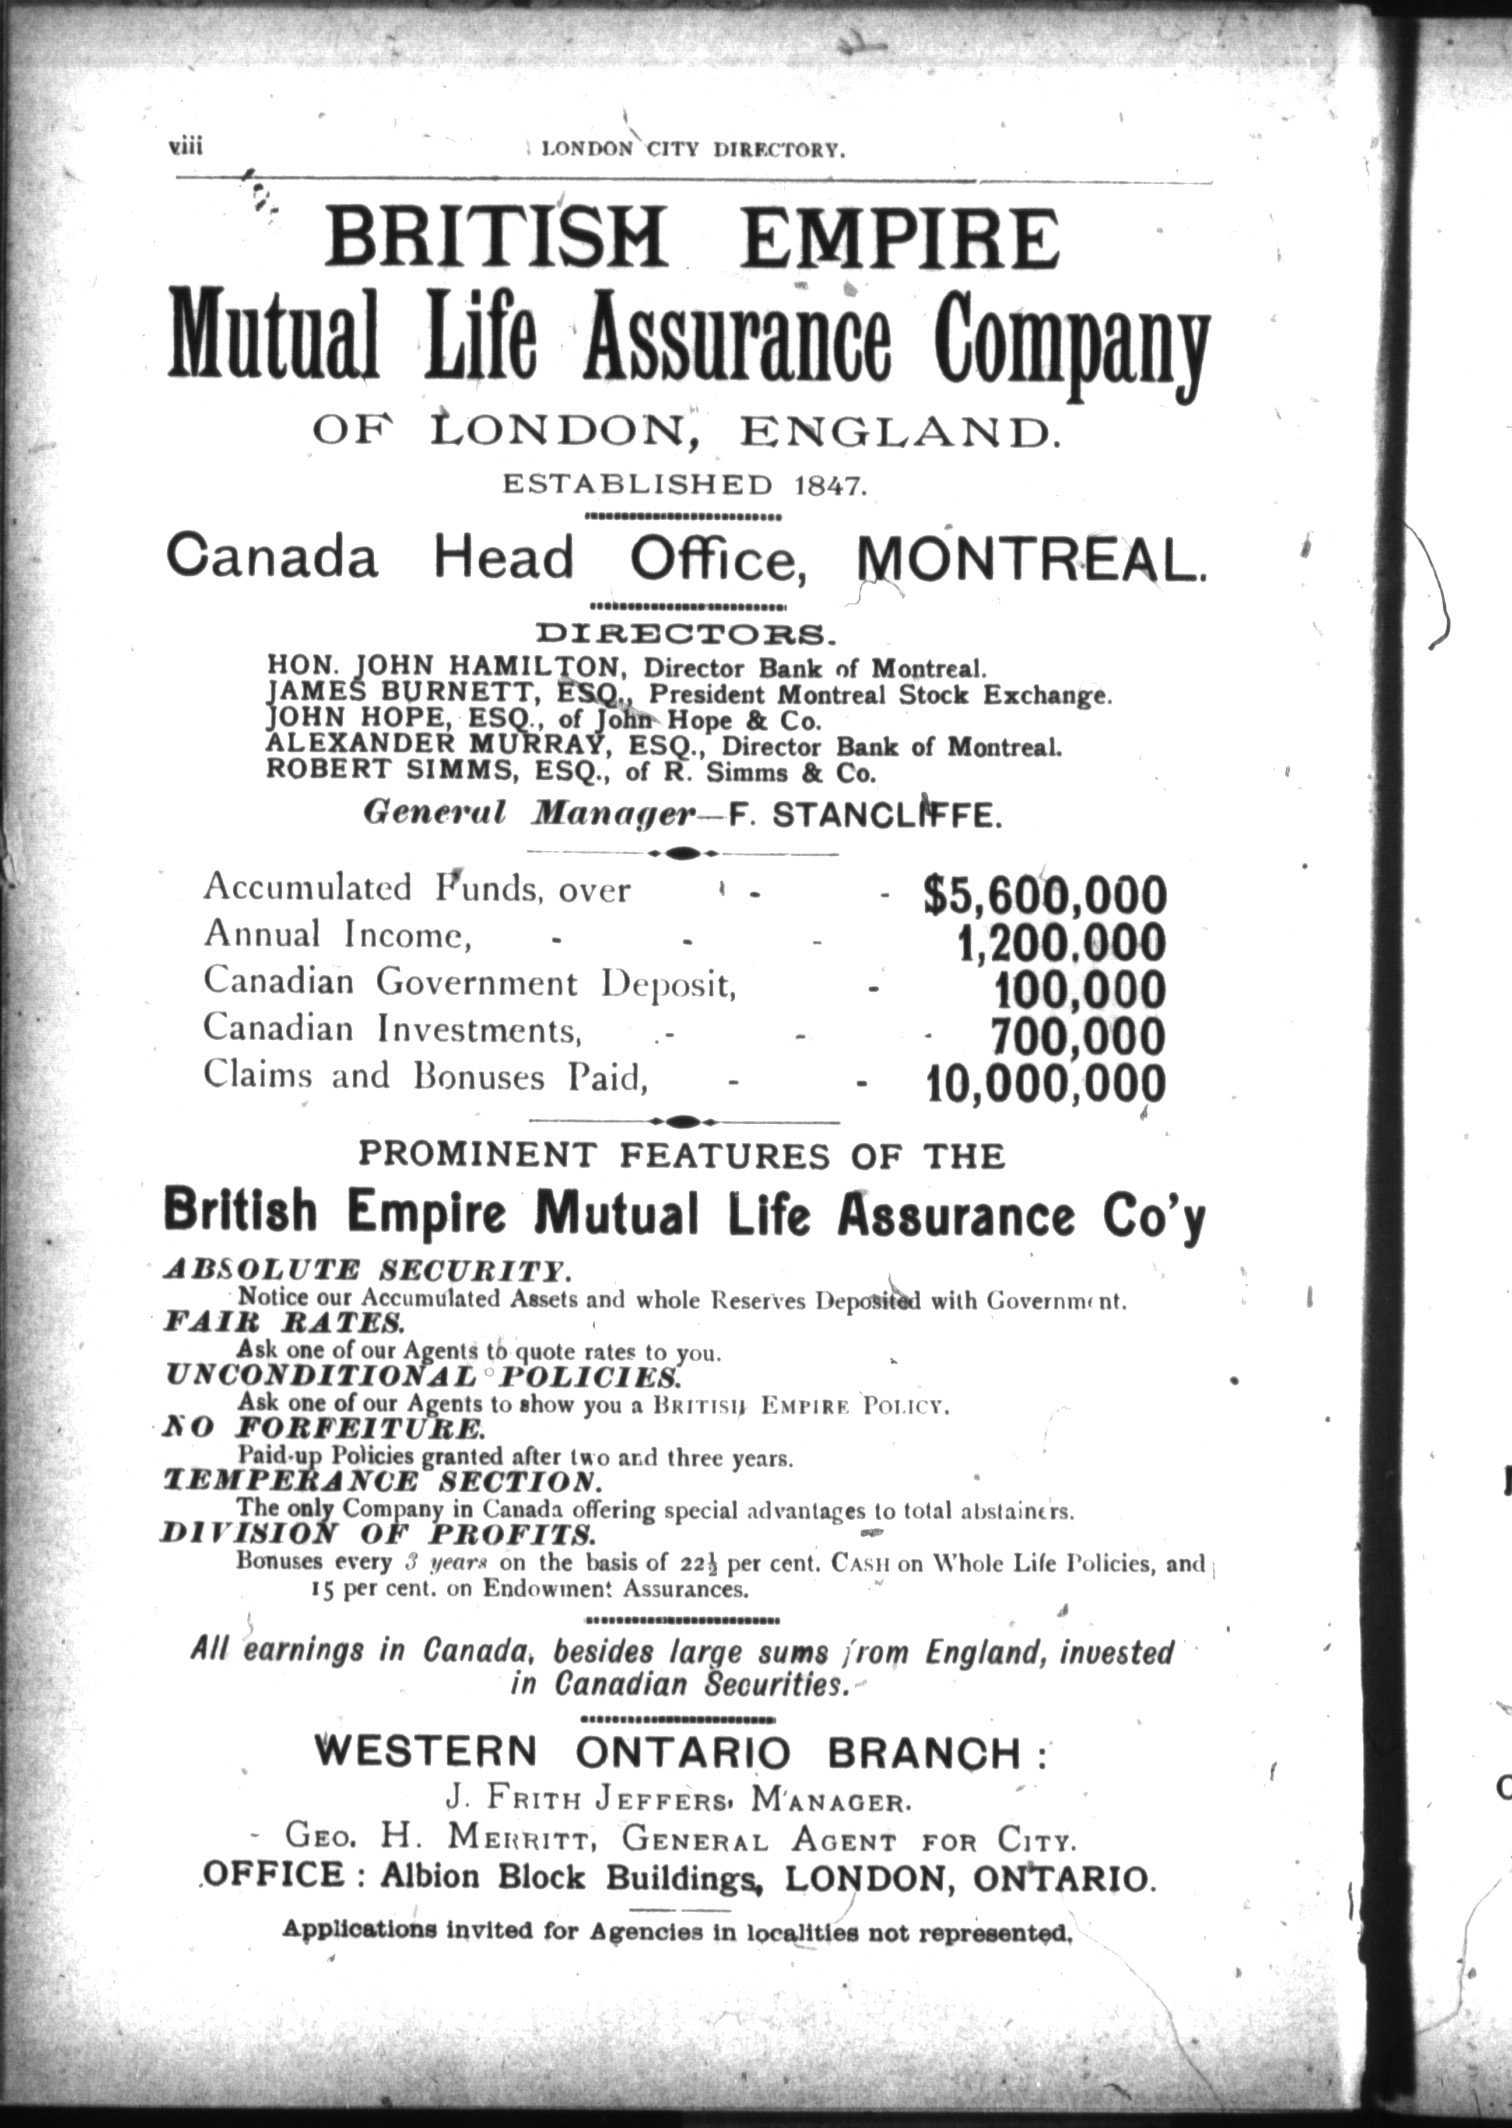 viii
LONDON CITY DIRECTORY.
BRITISH EMPIRE
Mutual Life Assurance Company
OF LONDON, ENGLAND.
ESTABLISHED 1847.
Canada Head Office, MONTREAL.
DIRECTORS.
HON. JOHN HAMILTON, Director Bank of Montreal.
JAMES BURNETT, ESQ., President Montreal Stock Exchange.
JOHN HOPE, ESQ., of John Hope & Co.
ALEXANDER MURRAY, ESQ., Director Bank of Montreal.
ROBERT SIMMS, ESQ., of R. Simms & Co.
General Manager—F. STANCLIFFE.
Accumulated Funds, over - - $5,600,000
Annual Income, - - - 1,200,000
Canadian Government Deposit, - 100,000
Canadian Investments, - - - 700,000
Claims and Bonuses Paid, - - 10,000,000
PROMINENT FEATURES OF THE
British Empire Mutual Life Assurance Co'y
ABSOLUTE SECURITY.
Notice our Accumulated Assets and whole Reserves Deposited with Government.
FAIR RATES.
Ask one of our Agents to quote rates to you.
UNCONDITIONAL POLICIES.
Ask one of our Agents to show you a BRITISH EMPIRE POLICY.
NO FORFEITURE.
Paid-up Policies granted after two and three years.
TEMPERANCE SECTION.
The only Company in Canada offering special advantages to total abstainers.
DIVISION OF PROFITS.
Bonuses every 3 years on the basis of 22½ per cent. CASH on Whole Life Policies, and
15 per cent. on Endowment Assurances.
All earnings in Canada, besides large sums from England, invested
in Canadian Securities.
WESTERN ONTARIO BRANCH :
J. FRITH JEFFERS, MANAGER.
GEO. H. MERRITT, GENERAL AGENT FOR CITY.
OFFICE : Albion Block Buildings, LONDON, ONTARIO.
Applications invited for Agencies in localities not represented.